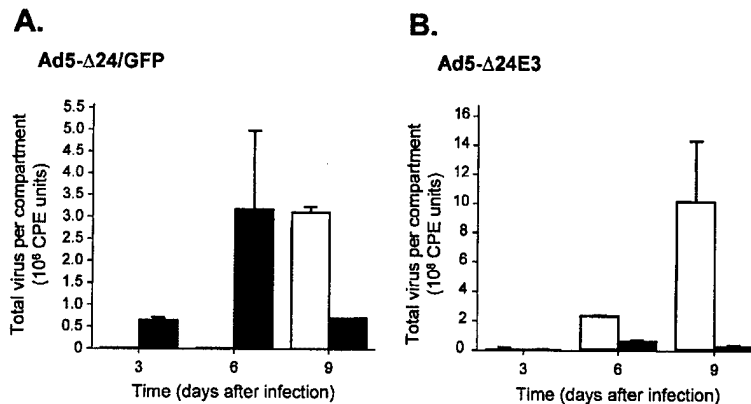 A.
Ad5-Δ24/GFP
Total virus per compartment
(10⁸ CPE units)
5.5
5.0
4.5
4.0
3.5
3.0
2.5
2.0
1.5
1.0
0.5
0
3
6
9
Time (days after infection)
B.
Ad5-Δ24E3
Total virus per compartment
(10⁸ CPE units)
16
14
12
10
8
6
4
2
0
3
6
9
Time (days after infection)